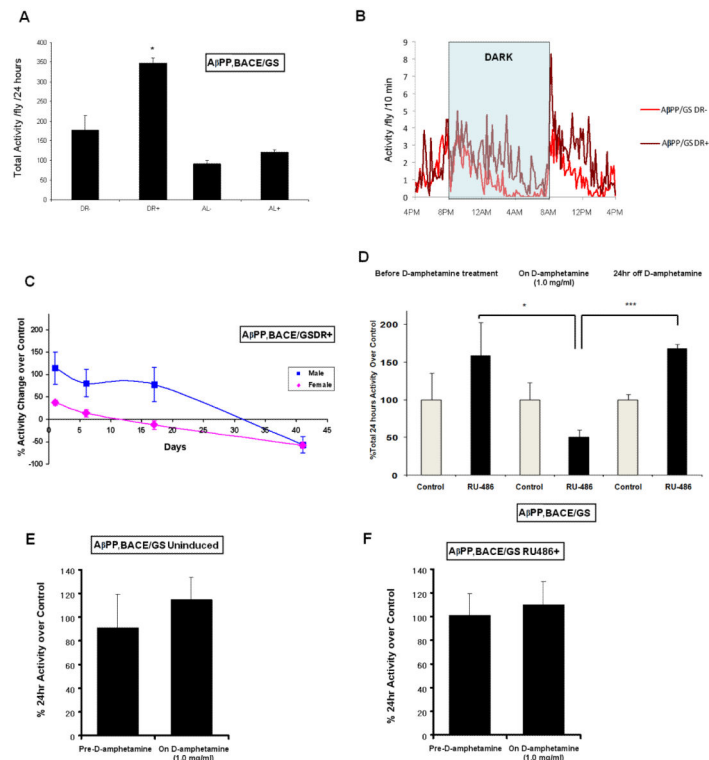 A
AβPP,BACE/GS
Total Activity /fly /24 hours
400
350
300
250
200
150
100
50
0
*
DR-
DR+
AL-
AL+
B
DARK
Activity /fly /10 min
9
8
7
6
5
4
3
2
1
0
4PM
8PM
12AM
4AM
8AM
12PM
4PM
AβPP/GS DR-
AβPP/GS DR+
C
AβPP,BACE/GSDR+
% Activity Change over Control
200
150
100
50
0
-50
-100
0
5
10
15
20
25
30
35
40
45
Days
Male
Female
D
Before D-amphetamine treatment
On D-amphetamine
(1.0 mg/ml)
24hr off D-amphetamine
*
***
%Total 24 hours Activity Over Control
200
150
100
50
0
Control
RU-486
Control
RU-486
Control
RU-486
AβPP,BACE/GS
E
AβPP,BACE/GS Uninduced
% 24hr Activity over Control
140
120
100
80
60
40
20
0
Pre-D-amphetamine
On D-amphetamine
(1.0 mg/ml)
F
AβPP,BACE/GS RU486+
% 24hr Activity over Control
140
120
100
80
60
40
20
0
Pre-D-amphetamine
On D-amphetamine
(1.0 mg/ml)